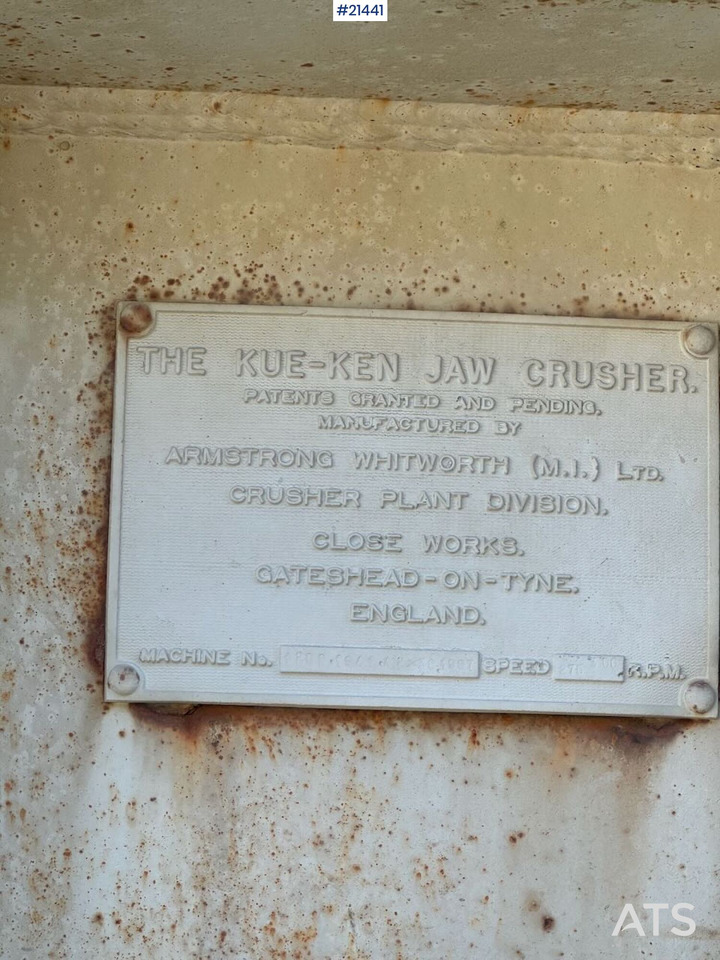 #21441
THE KUE-KEN JAW CRUSHER.
PATENTS GRANTED AND PENDING.
MANUFACTURED BY
ARMSTRONG WHITWORTH (M.I.) LTD.
CRUSHER PLANT DIVISION.
CLOSE WORKS.
GATESHEAD-ON-TYNE.
ENGLAND.
MACHINE No. SPEED R.P.M.
ATS